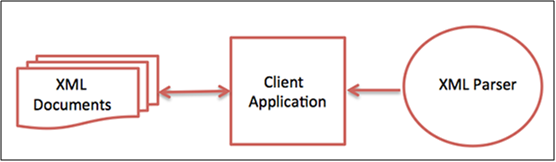 XML
Documents
Client
Application
XML Parser